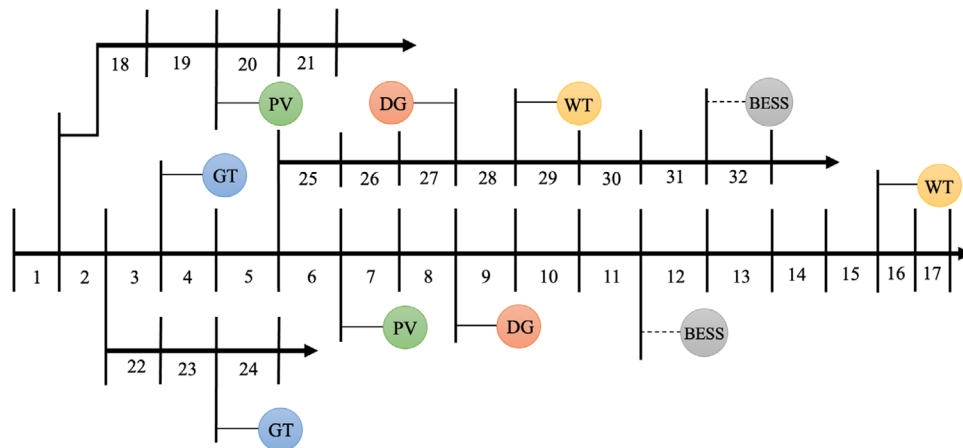 18 19 20 21
PV DG WT BESS
GT
25 26 27 28 29 30 31 32
WT
1 2 3 4 5 6 7 8 9 10 11 12 13 14 15 16 17
PV DG BESS
22 23 24
GT